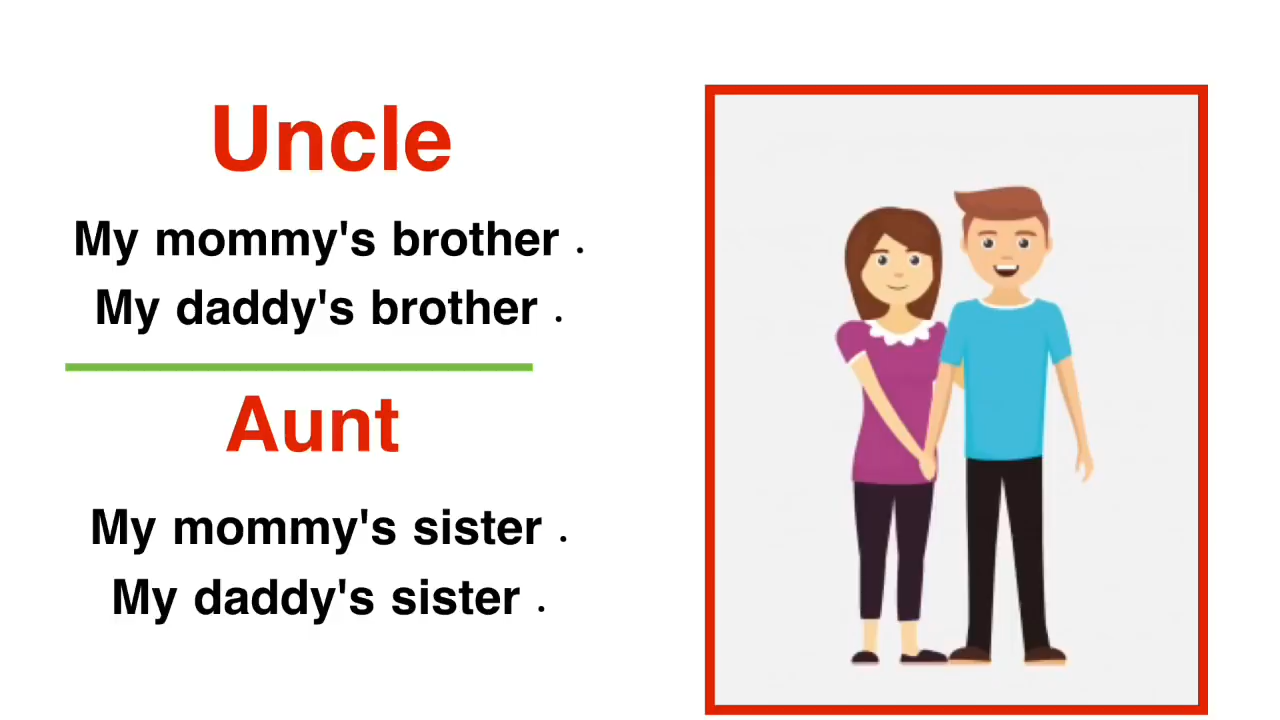 Uncle
My mommy's brother .
My daddy's brother .
Aunt
My mommy's sister .
My daddy's sister .